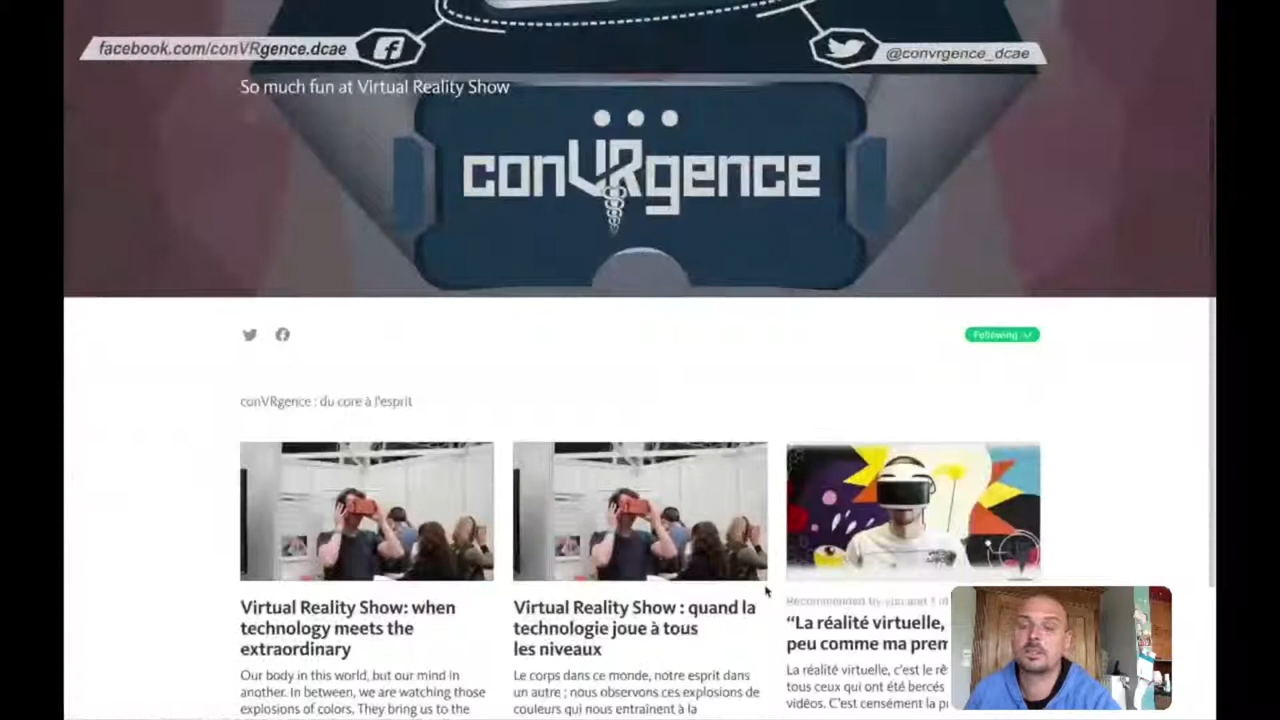 facebook.com/conVRgence.dcae
@convrgence_dcae
So much fun at Virtual Reality Show
conVRgence
Following
conVRgence : du core à l'esprit
Virtual Reality Show: when
technology meets the
extraordinary
Our body in this world, but our mind in
another. In between, we are watching those
explosions of colors. They bring us to the
Virtual Reality Show : quand la
technologie joue à tous
les niveaux
Le corps dans ce monde, notre esprit dans
un autre ; nous observons ces explosions de
couleurs qui nous entraînent à la
Recommended by you and 1
“La réalité virtuelle,
peu comme ma prem
La réalité virtuelle, c'est le rê
tous ceux qui ont été bercés
vidéos. C'est censément la p